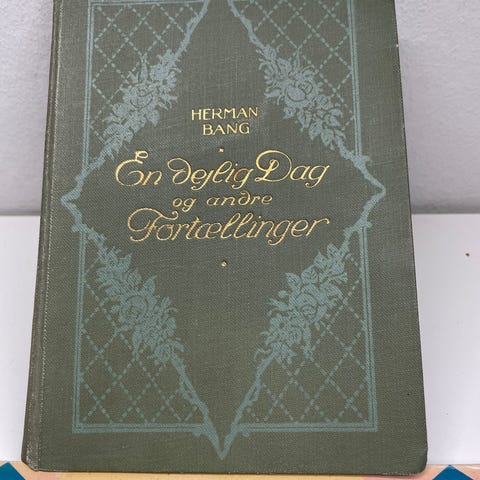 HERMAN
BANG
En dejlig Dag
og andre
Fortællinger